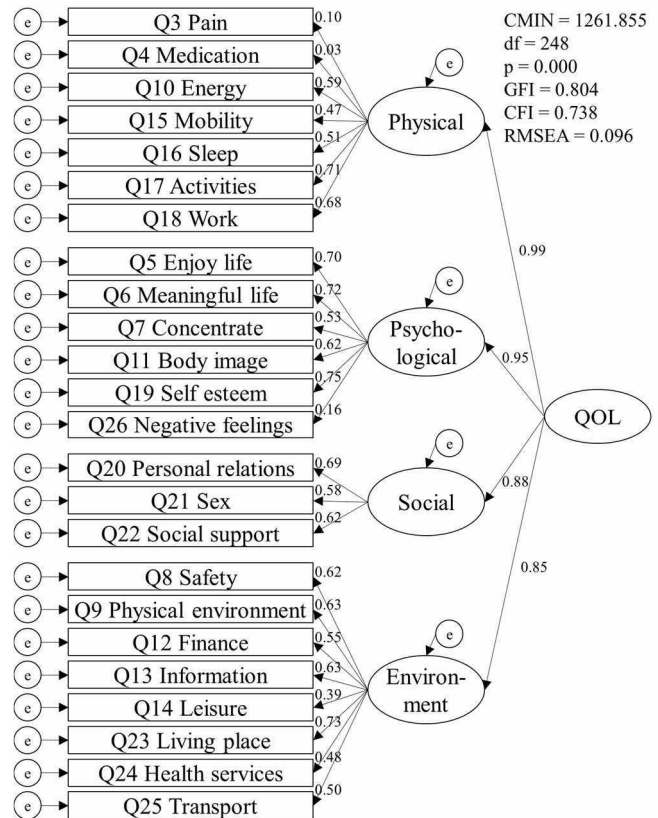 CMIN = 1261.855
df = 248
p = 0.000
GFI = 0.804
CFI = 0.738
RMSEA = 0.096
e Q3 Pain 0.10
e Q4 Medication 0.03
e Q10 Energy 0.59
e Q15 Mobility 0.47
e Q16 Sleep 0.51
e Q17 Activities 0.71
e Q18 Work 0.68
e
Physical
0.99
e Q5 Enjoy life 0.70
e Q6 Meaningful life 0.72
e Q7 Concentrate 0.53
e Q11 Body image 0.62
e Q19 Self esteem 0.75
e Q26 Negative feelings 0.16
e
Psycho-
logical
0.95
QOL
e Q20 Personal relations 0.69
e Q21 Sex 0.58
e Q22 Social support 0.62
e
Social
0.88
e Q8 Safety 0.62
e Q9 Physical environment 0.63
e Q12 Finance 0.55
e Q13 Information 0.63
e Q14 Leisure 0.39
e Q23 Living place 0.73
e Q24 Health services 0.48
e Q25 Transport 0.50
e
Environ-
ment
0.85